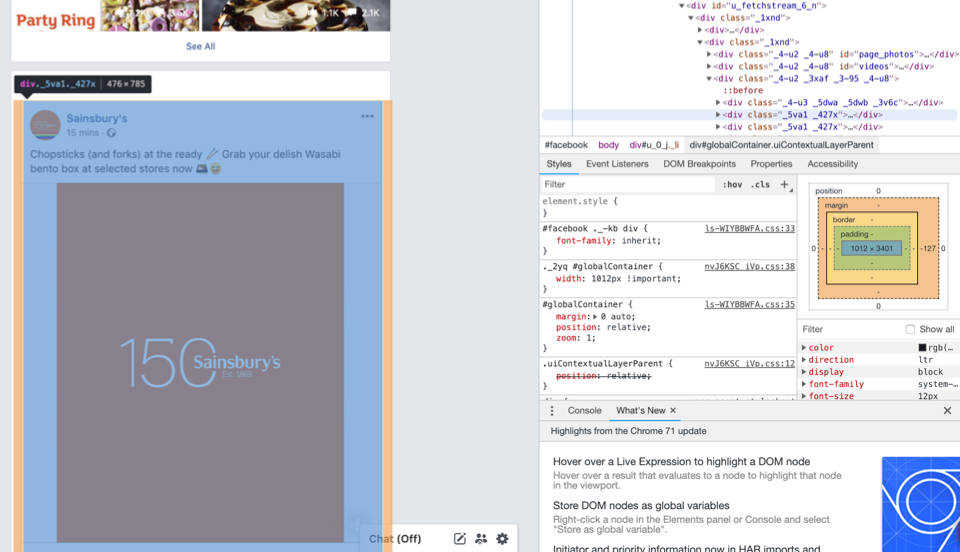 Party Ring
1.1K
2.1K
See All
div._5va1._427x | 476 × 785
Sainsbury's
15 mins ·
Chopsticks (and forks) at the ready 🥢 Grab your delish Wasabi
bento box at selected stores now 🍱😋
150 Sainsbury's
Est. 1869
Chat (Off)
▼<div id="u_fetchstream_6_n">
▼<div class="_1xnd">
▶<div>…</div>
▼<div class="_1xnd">
▶<div class="_4-u2 _4-u8" id="page_photos">…</div>
▶<div class="_4-u2 _4-u8" id="videos">…</div>
▼<div class="_4-u2 _3xaf _3-95 _4-u8">
::before
▶<div class="_4-u3 _5dwa _5dwb _3v6c">…</div>
▶<div class="_5va1 _427x">…</div>
▶<div class="_5va1 _427x">…</div>
#facebook body div#u_0_j._li div#globalContainer.uiContextualLayerParent
Styles Event Listeners DOM Breakpoints Properties Accessibility
Filter :hov .cls +
element.style {
}
#facebook ._-kb div { ls-WIYBBWFA.css:33
font-family: inherit;
}
._2yq #globalContainer { nvJ6KSC_iVp.css:38
width: 1012px !important;
}
#globalContainer { ls-WIYBBWFA.css:35
margin:▶ 0 auto;
position: relative;
zoom: 1;
}
.uiContextualLayerParent { nvJ6KSC_iVp.css:12
position: relative;
}
position 0
margin -
border -
padding -
0 - - - 1012 × 3401 - - -127 0
-
-
-
0
Filter Show all
▶ color rgb(…
▶ direction ltr
▶ display block
▶ font-family system-…
▶ font-size 12px
Console What's New ×
Highlights from the Chrome 71 update
Hover over a Live Expression to highlight a DOM node
Hover over a result that evaluates to a node to highlight that node
in the viewport.
Store DOM nodes as global variables
Right-click a node in the Elements panel or Console and select
"Store as global variable".
Initiator and priority information now in HAR imports and